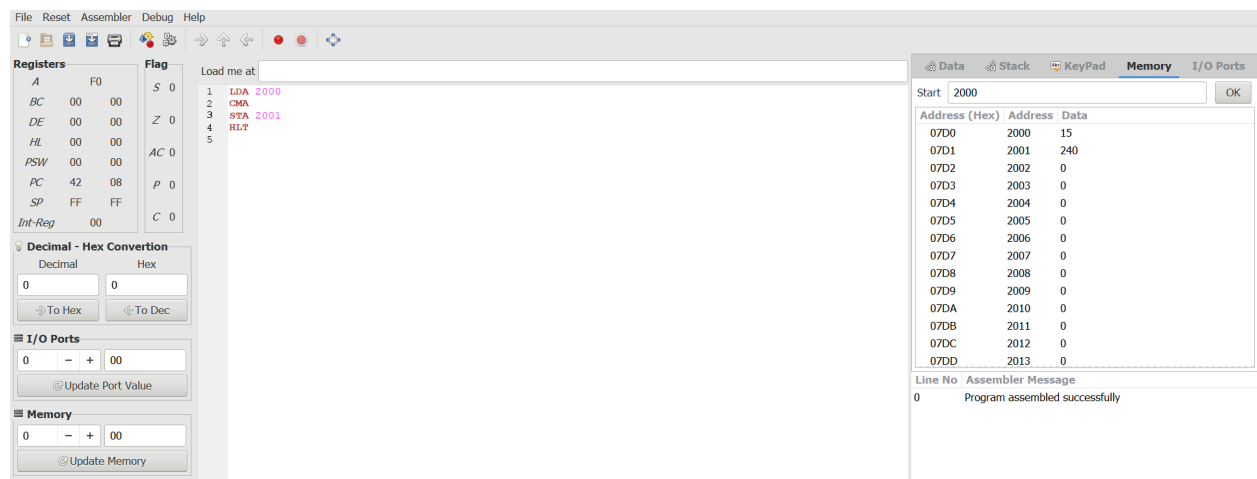 File Reset Assembler Debug Help
Registers
A F0
BC 00 00
DE 00 00
HL 00 00
PSW 00 00
PC 42 08
SP FF FF
Int-Reg 00
Flag
S 0
Z 0
AC 0
P 0
C 0
Decimal - Hex Convertion
Decimal Hex
0 0
To Hex To Dec
I/O Ports
0 − + 00
Update Port Value
Memory
0 − + 00
Update Memory
Load me at
1 LDA 2000
2 CMA
3 STA 2001
4 HLT
5
Data Stack KeyPad Memory I/O Ports
Start 2000 OK
Address (Hex) Address Data
07D0 2000 15
07D1 2001 240
07D2 2002 0
07D3 2003 0
07D4 2004 0
07D5 2005 0
07D6 2006 0
07D7 2007 0
07D8 2008 0
07D9 2009 0
07DA 2010 0
07DB 2011 0
07DC 2012 0
07DD 2013 0
Line No Assembler Message
0 Program assembled successfully